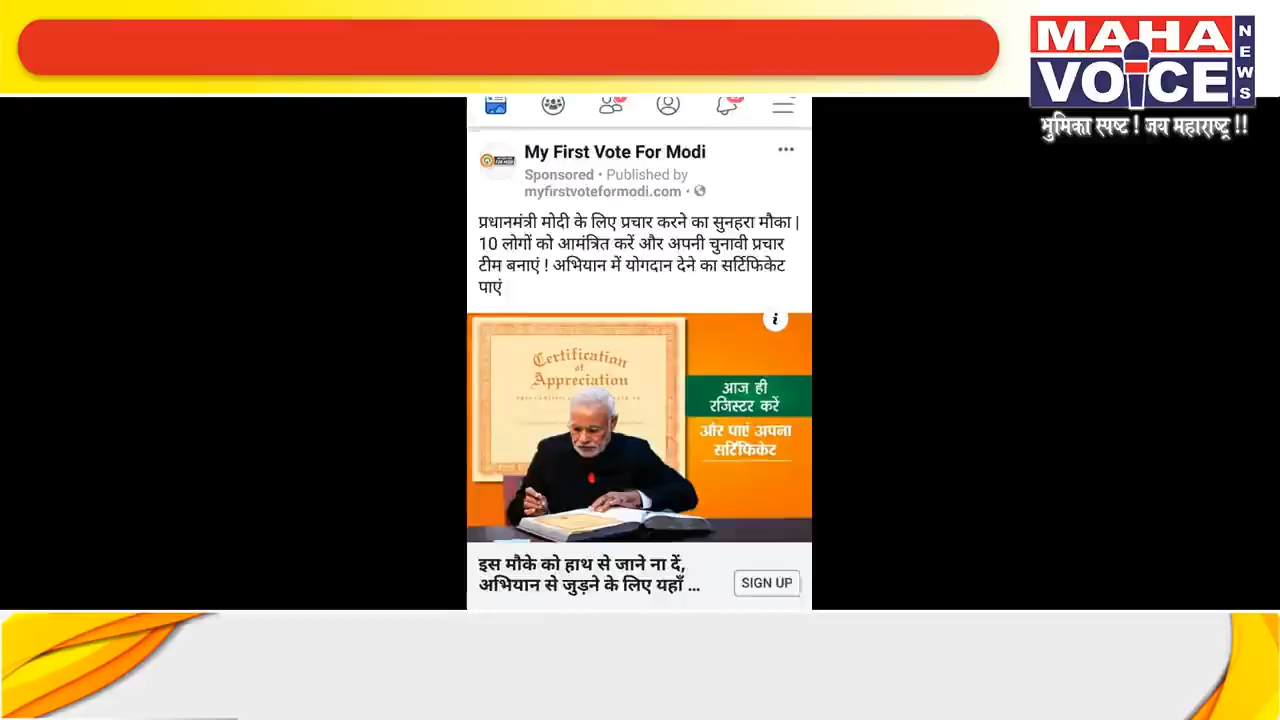 MAHA
VOICE
NEWS
भुमिका स्पष्ट ! जय महाराष्ट्र !!
My First Vote For Modi
Sponsored • Published by
myfirstvoteformodi.com •
प्रधानमंत्री मोदी के लिए प्रचार करने का सुनहरा मौका |
10 लोगों को आमंत्रित करें और अपनी चुनावी प्रचार
टीम बनाएं ! अभियान में योगदान देने का सर्टिफिकेट
पाएं
i
Certification
of
Appreciation
आज ही
रजिस्टर करें
और पाएं अपना
सर्टिफिकेट
इस मौके को हाथ से जाने ना दें,
अभियान से जुड़ने के लिए यहाँ ...
SIGN UP